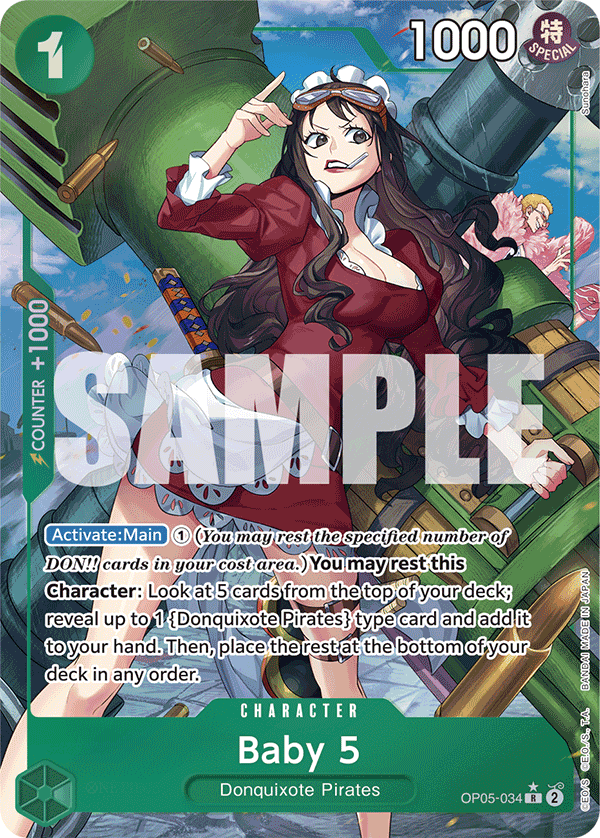 1
1000
特
SPECIAL
Sunohara
COUNTER +1000
SAMPLE
Activate:Main ① (You may rest the specified number of
DON!! cards in your cost area.) You may rest this
Character: Look at 5 cards from the top of your deck;
reveal up to 1 {Donquixote Pirates} type card and add it
to your hand. Then, place the rest at the bottom of your
deck in any order.
CHARACTER
Baby 5
Donquixote Pirates
OP05-034 ★ R 2
©EO/S ©E.O./S., T.A. BANDAI MADE IN JAPAN